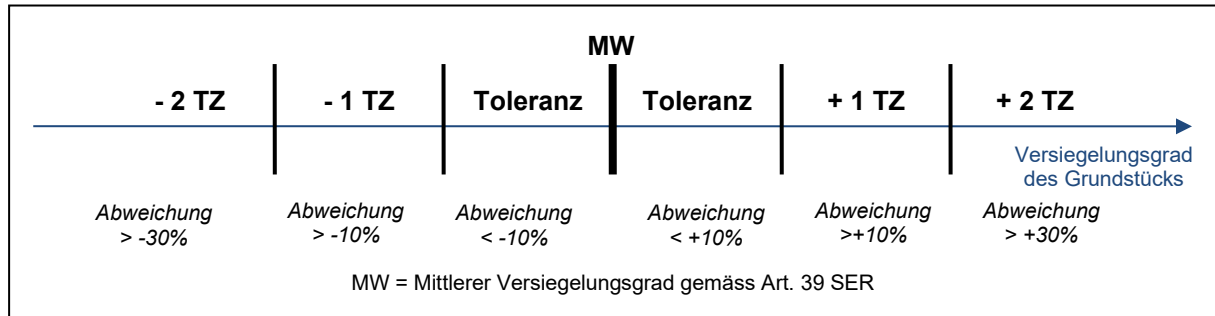 MW
- 2 TZ - 1 TZ Toleranz Toleranz + 1 TZ + 2 TZ
Versiegelungsgrad
des Grundstücks
Abweichung Abweichung Abweichung Abweichung Abweichung Abweichung
> -30% > -10% < -10% < +10% >+10% > +30%
MW = Mittlerer Versiegelungsgrad gemäss Art. 39 SER